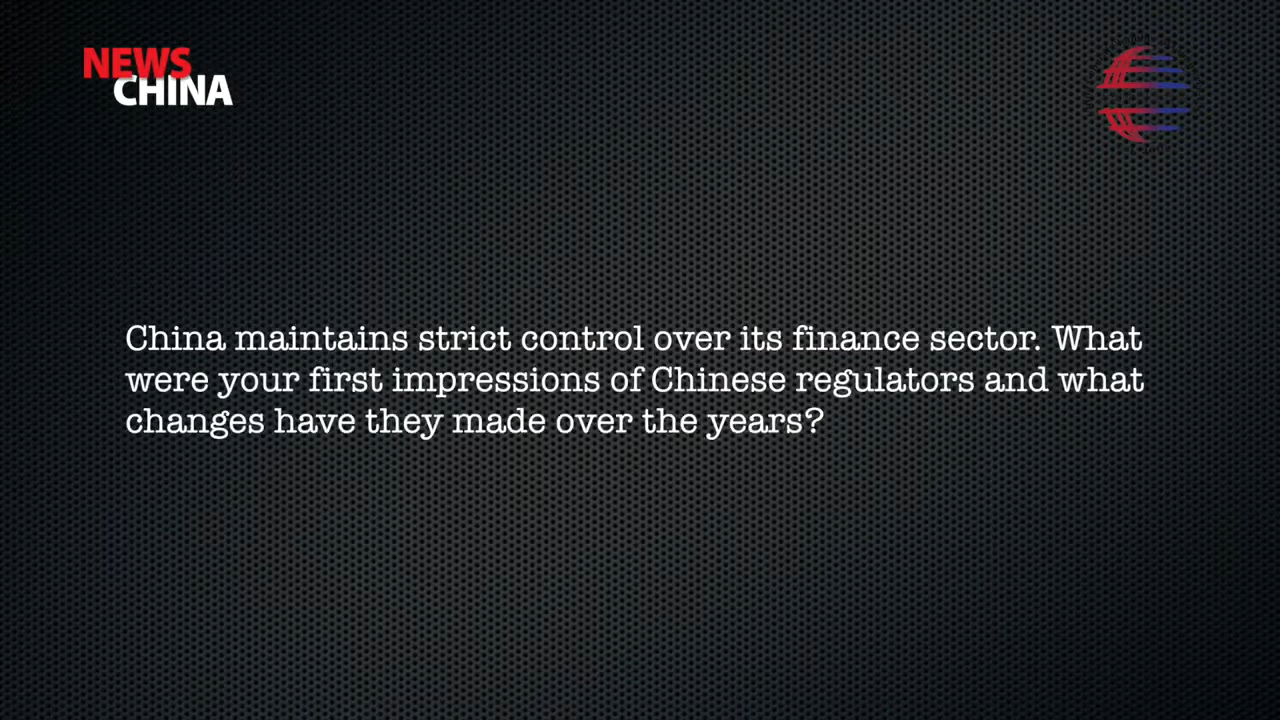 NEWS
CHINA
China maintains strict control over its finance sector. What
were your first impressions of Chinese regulators and what
changes have they made over the years?